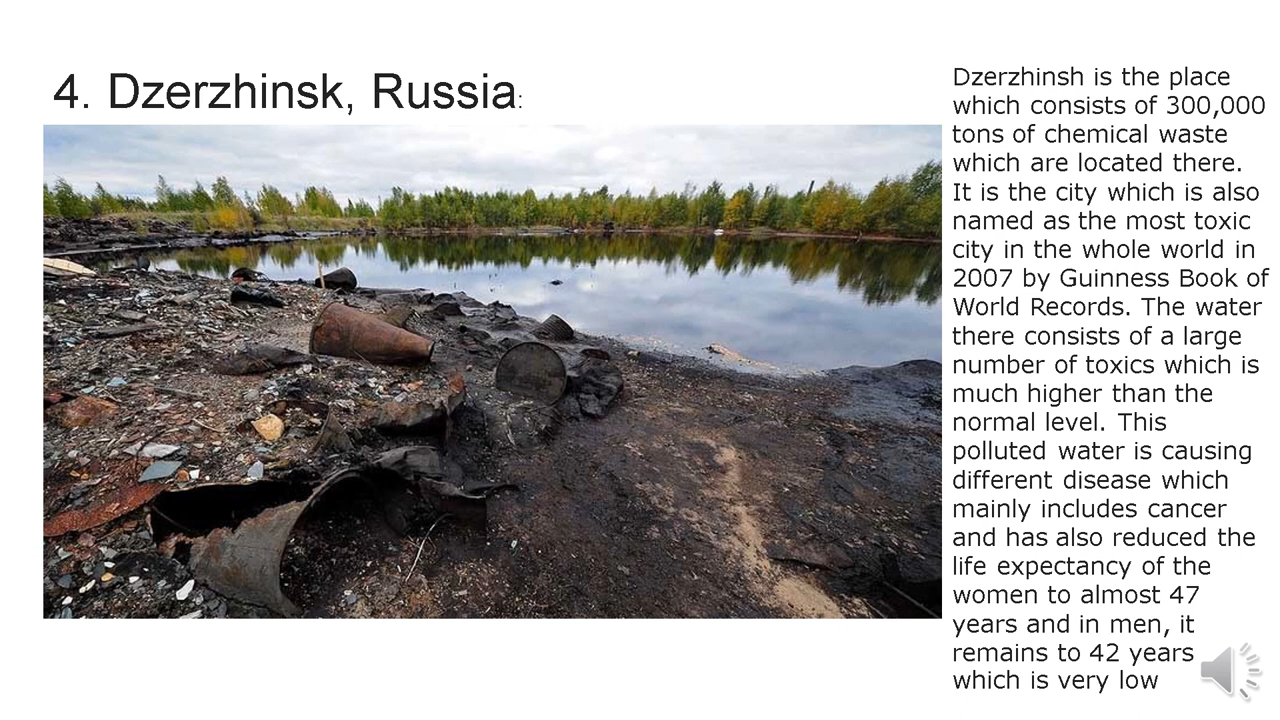 4. Dzerzhinsk, Russia:
Dzerzhinsh is the place
which consists of 300,000
tons of chemical waste
which are located there.
It is the city which is also
named as the most toxic
city in the whole world in
2007 by Guinness Book of
World Records. The water
there consists of a large
number of toxics which is
much higher than the
normal level. This
polluted water is causing
different disease which
mainly includes cancer
and has also reduced the
life expectancy of the
women to almost 47
years and in men, it
remains to 42 years
which is very low